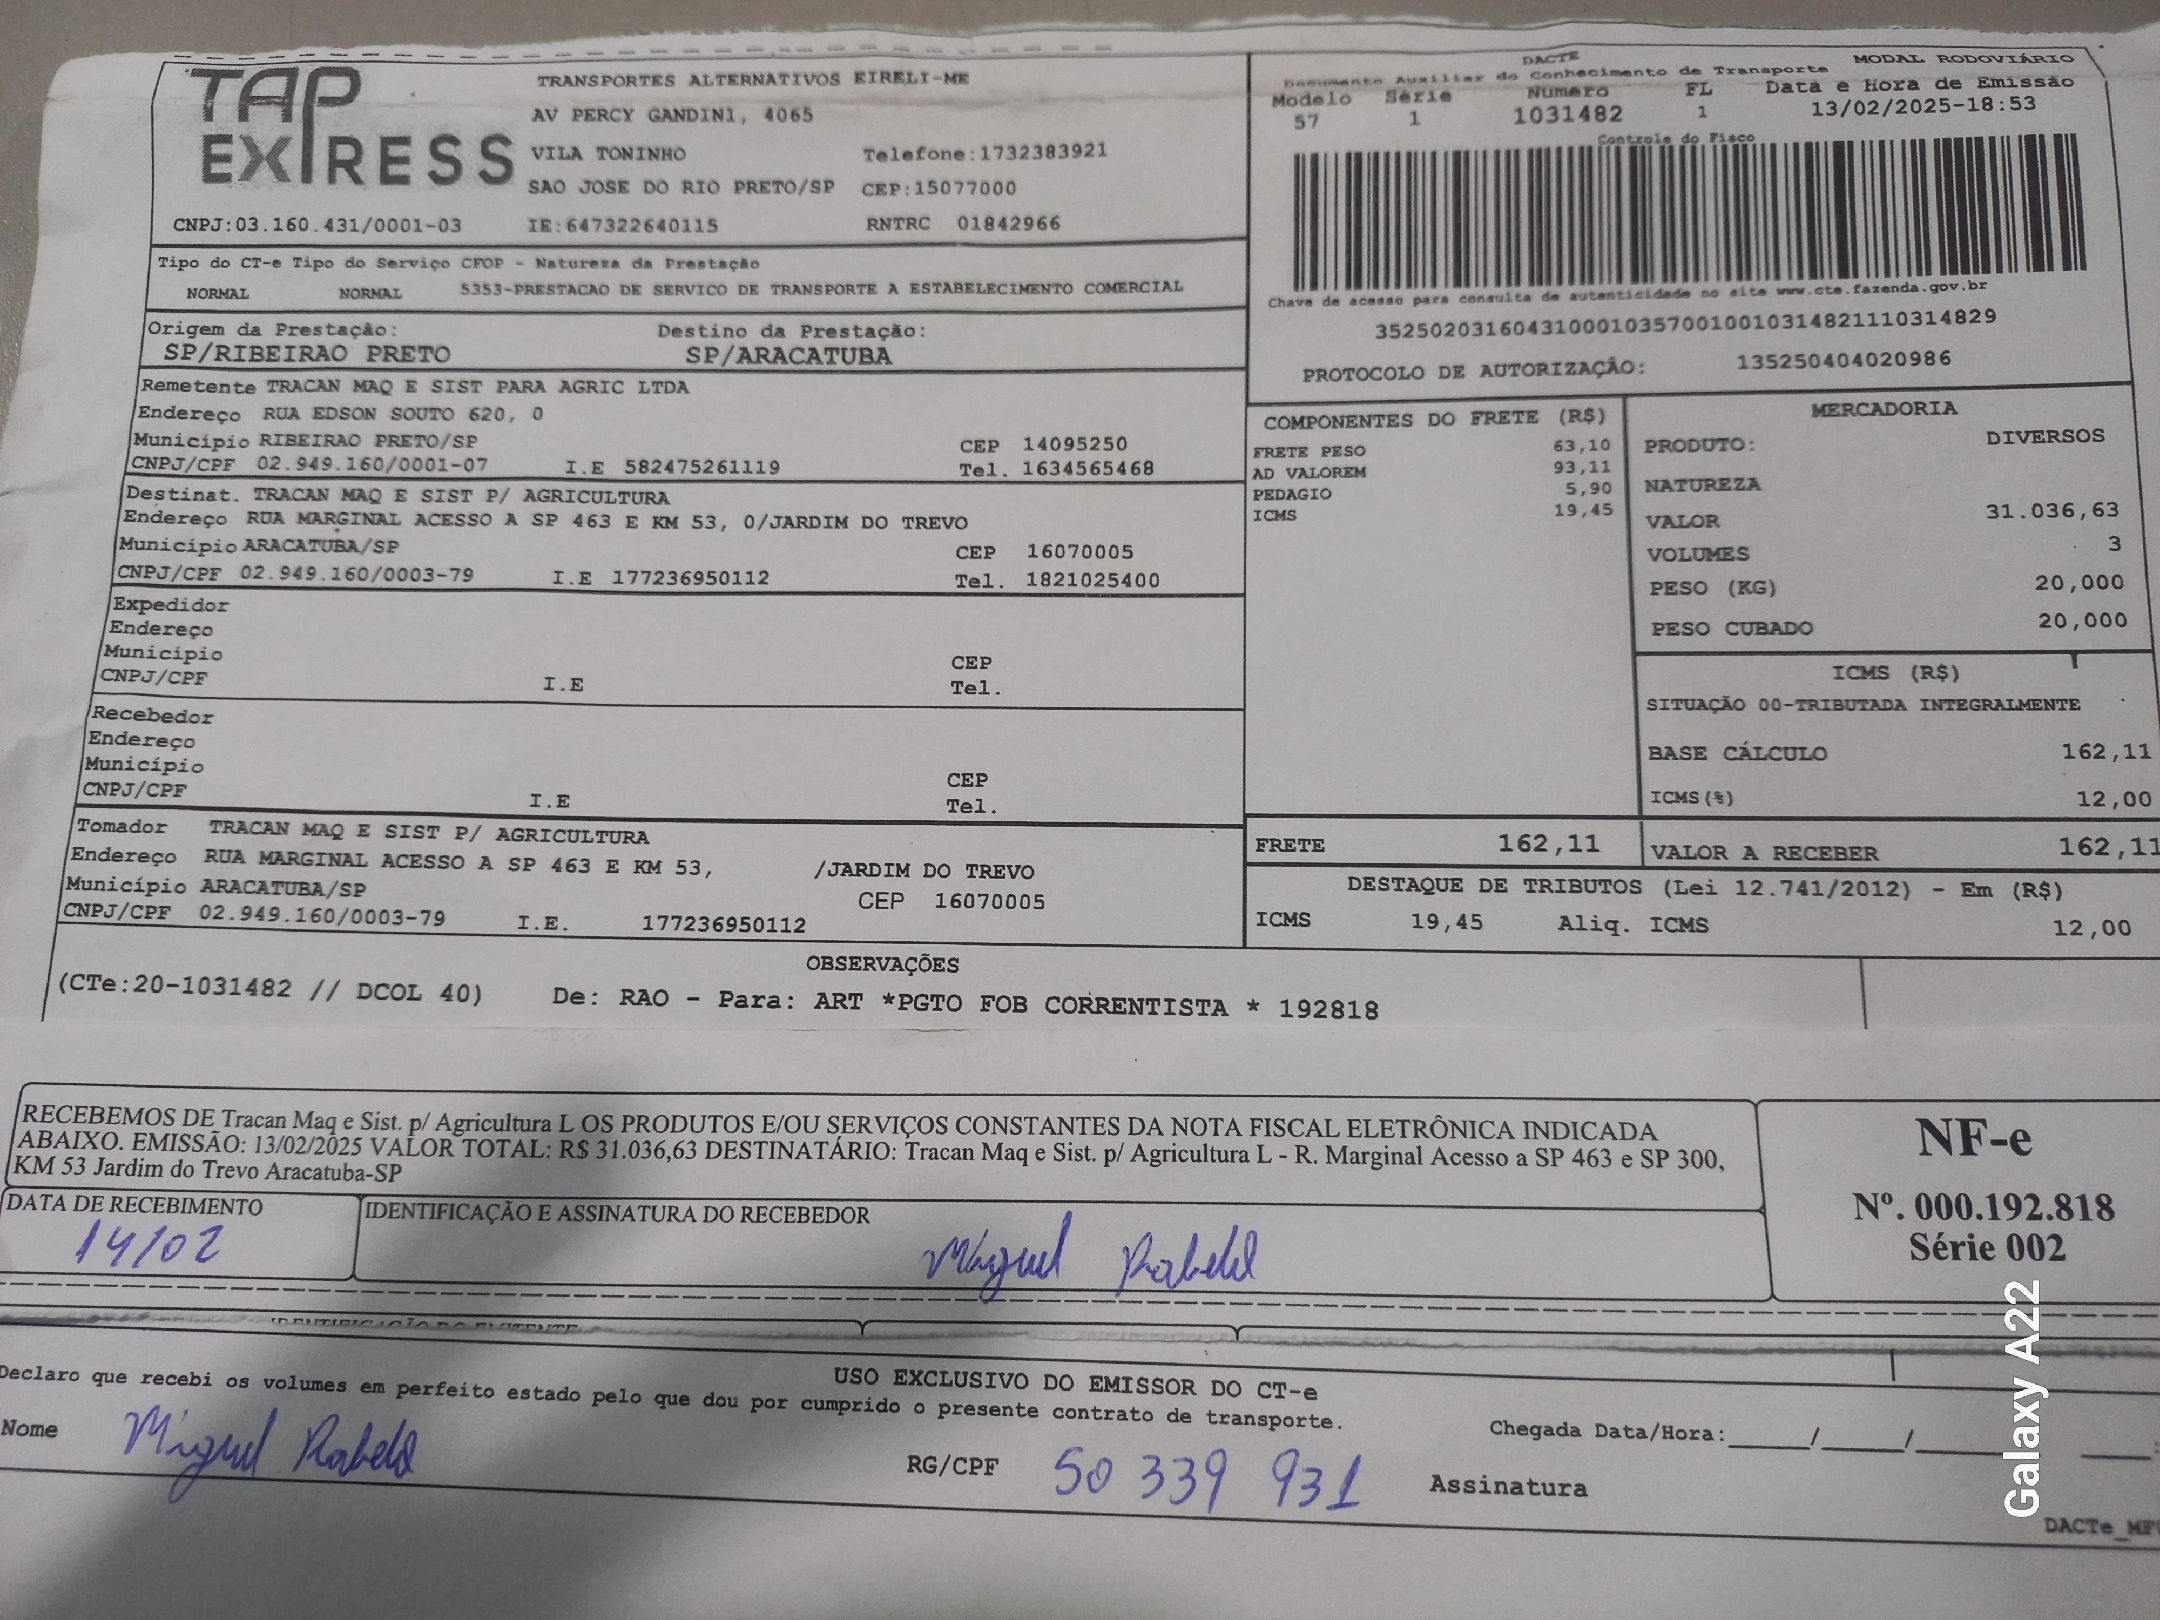 TAP EXPRESS
TRANSPORTES ALTERNATIVOS EIRELI-ME
AV PERCY GANDINI, 4065
VILA TONINHO Telefone:1732383921
SAO JOSE DO RIO PRETO/SP CEP:15077000
CNPJ:03.160.431/0001-03 IE:647322640115 RNTRC 01842966
DACTE MODAL RODOVIÁRIO
Documento Auxiliar do Conhecimento de Transporte
Modelo Série Número FL Data e Hora de Emissão
57 1 1031482 1 13/02/2025-18:53
Controle do Fisco
Chave de acesso para consulta de autenticidade no site www.cte.fazenda.gov.br
35250203160431000103570010010314821110314829
PROTOCOLO DE AUTORIZAÇÃO: 135250404020986
Tipo do CT-e Tipo do Serviço CFOP - Natureza da Prestação
NORMAL NORMAL 5353-PRESTACAO DE SERVICO DE TRANSPORTE A ESTABELECIMENTO COMERCIAL
Origem da Prestação: Destino da Prestação:
SP/RIBEIRAO PRETO SP/ARACATUBA
Remetente TRACAN MAQ E SIST PARA AGRIC LTDA
Endereço RUA EDSON SOUTO 620, 0
Município RIBEIRAO PRETO/SP CEP 14095250
CNPJ/CPF 02.949.160/0001-07 I.E 582475261119 Tel. 1634565468
Destinat. TRACAN MAQ E SIST P/ AGRICULTURA
Endereço RUA MARGINAL ACESSO A SP 463 E KM 53, 0/JARDIM DO TREVO
Município ARACATUBA/SP CEP 16070005
CNPJ/CPF 02.949.160/0003-79 I.E 177236950112 Tel. 1821025400
Expedidor
Endereço
Município CEP
CNPJ/CPF I.E Tel.
Recebedor
Endereço
Município CEP
CNPJ/CPF I.E Tel.
Tomador TRACAN MAQ E SIST P/ AGRICULTURA
Endereço RUA MARGINAL ACESSO A SP 463 E KM 53, /JARDIM DO TREVO
Município ARACATUBA/SP CEP 16070005
CNPJ/CPF 02.949.160/0003-79 I.E. 177236950112
COMPONENTES DO FRETE (R$)
FRETE PESO 63,10
AD VALOREM 93,11
PEDAGIO 5,90
ICMS 19,45
MERCADORIA
PRODUTO: DIVERSOS
NATUREZA
VALOR 31.036,63
VOLUMES 3
PESO (KG) 20,000
PESO CUBADO 20,000
ICMS (R$)
SITUAÇÃO 00-TRIBUTADA INTEGRALMENTE
BASE CÁLCULO 162,11
ICMS(%) 12,00
FRETE 162,11 VALOR A RECEBER 162,11
DESTAQUE DE TRIBUTOS (Lei 12.741/2012) - Em (R$)
ICMS 19,45 Aliq. ICMS 12,00
OBSERVAÇÕES
(CTe:20-1031482 // DCOL 40) De: RAO - Para: ART *PGTO FOB CORRENTISTA * 192818
RECEBEMOS DE Tracan Maq e Sist. p/ Agricultura L OS PRODUTOS E/OU SERVIÇOS CONSTANTES DA NOTA FISCAL ELETRÔNICA INDICADA
ABAIXO. EMISSÃO: 13/02/2025 VALOR TOTAL: R$ 31.036,63 DESTINATÁRIO: Tracan Maq e Sist. p/ Agricultura L - R. Marginal Acesso a SP 463 e SP 300,
KM 53 Jardim do Trevo Aracatuba-SP
DATA DE RECEBIMENTO IDENTIFICAÇÃO E ASSINATURA DO RECEBEDOR
14/02 Miguel Rabelo
NF-e
Nº. 000.192.818
Série 002
IDENTIFICAÇÃO DO EMITENTE
USO EXCLUSIVO DO EMISSOR DO CT-e
Declaro que recebi os volumes em perfeito estado pelo que dou por cumprido o presente contrato de transporte.
Nome Miguel Rabelo RG/CPF 50 339 931 Chegada Data/Hora:____/____/____ ____:
Assinatura
Galaxy A22